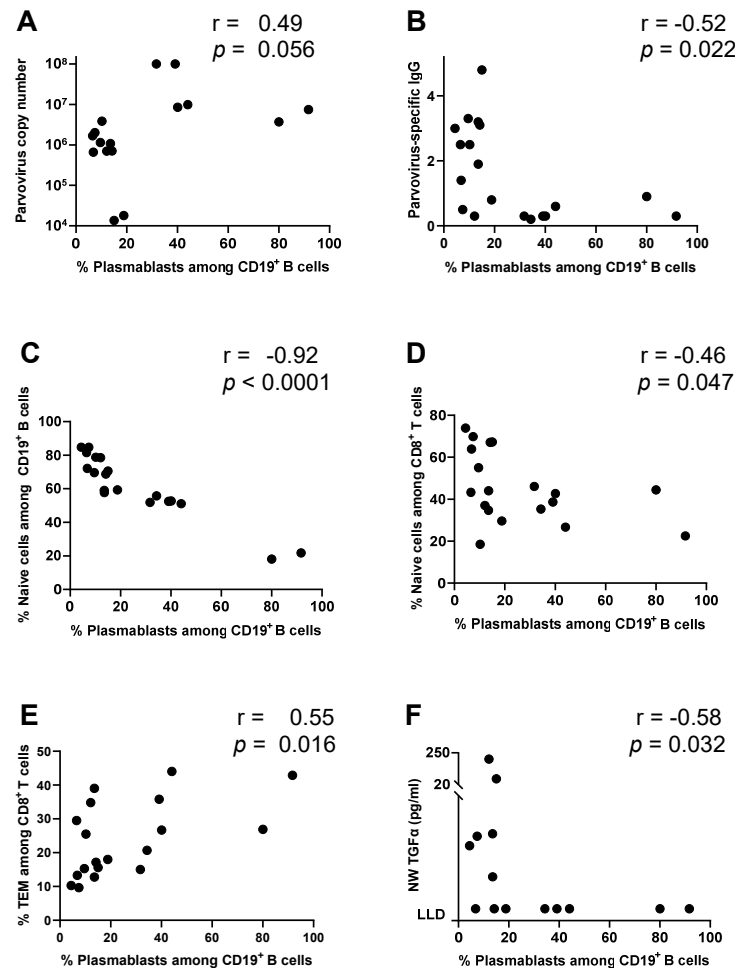 A
r = 0.49
p = 0.056
Parvovirus copy number
10⁸
10⁷
10⁶
10⁵
10⁴
0 20 40 60 80 100
% Plasmablasts among CD19⁺ B cells
B
r = -0.52
p = 0.022
Parvovirus-specific IgG
4
2
0
0 20 40 60 80 100
% Plasmablasts among CD19⁺ B cells
C
r = -0.92
p < 0.0001
% Naive cells among CD19⁺ B cells
100
80
60
40
20
0
0 20 40 60 80 100
% Plasmablasts among CD19⁺ B cells
D
r = -0.46
p = 0.047
% Naive cells among CD8⁺ T cells
80
60
40
20
0
0 20 40 60 80 100
% Plasmablasts among CD19⁺ B cells
E
r = 0.55
p = 0.016
% TEM among CD8⁺ T cells
50
40
30
20
10
0
0 20 40 60 80 100
% Plasmablasts among CD19⁺ B cells
F
r = -0.58
p = 0.032
NW TGFα (pg/ml)
250
20
LLD
0 20 40 60 80 100
% Plasmablasts among CD19⁺ B cells